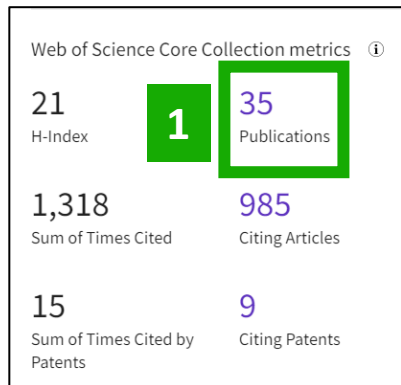 Web of Science Core Collection metrics ⓘ
21
H-Index
1
35
Publications
1,318
Sum of Times Cited
985
Citing Articles
15
Sum of Times Cited by
Patents
9
Citing Patents